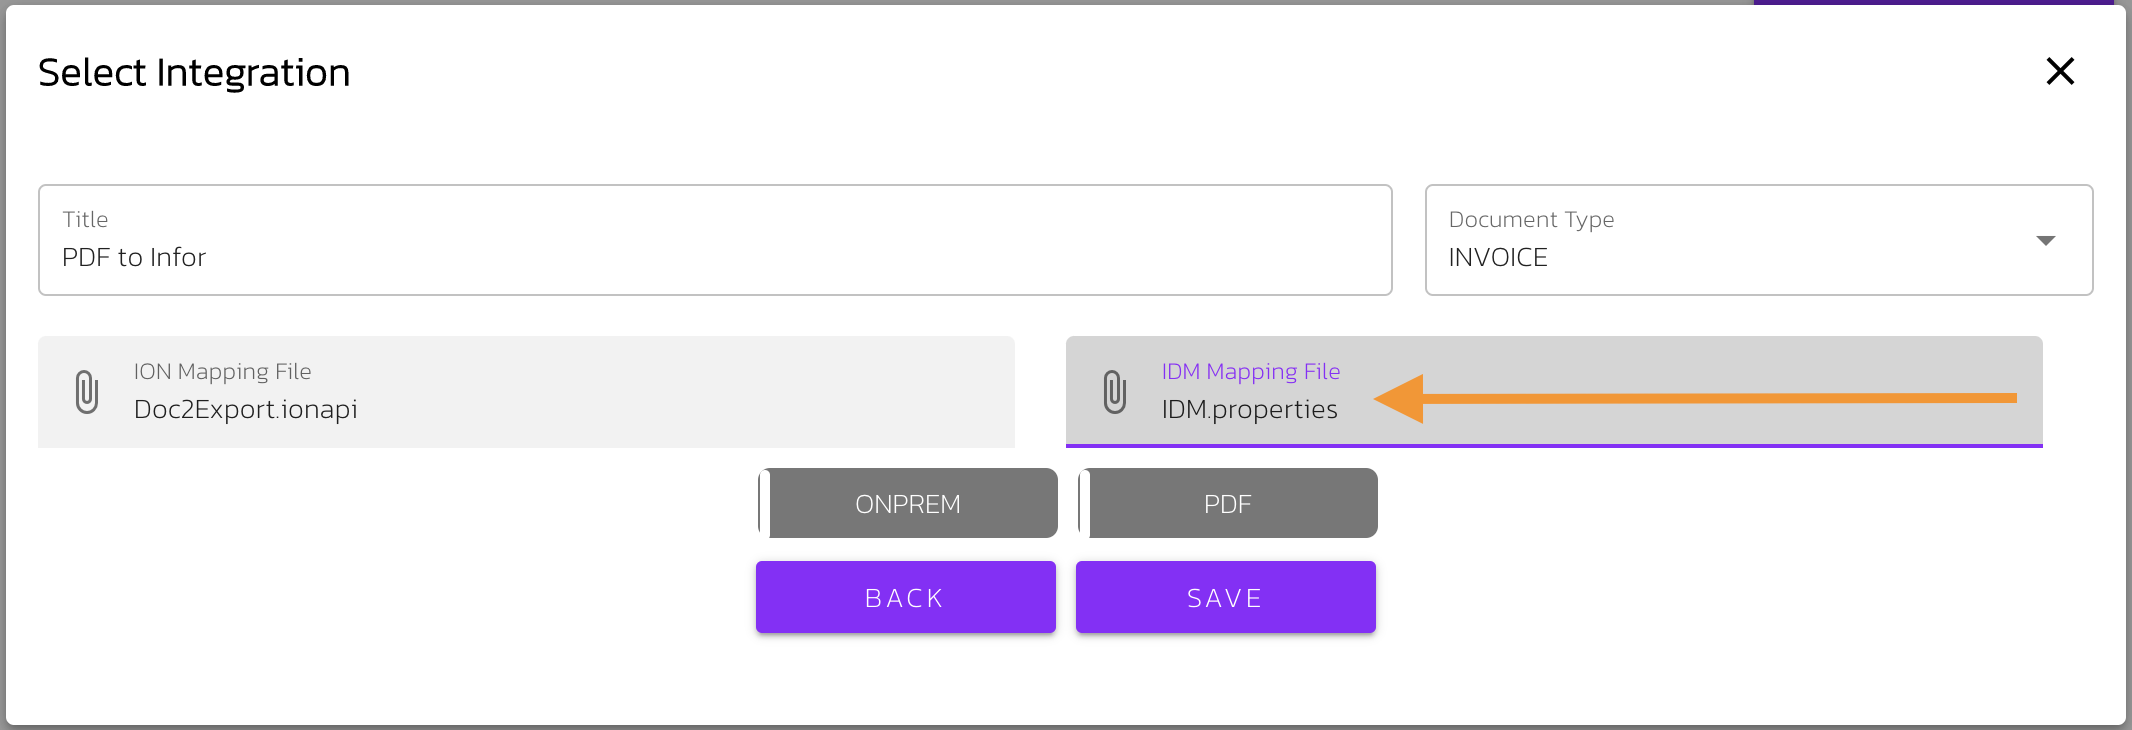 Select Integration
Title
PDF to Infor
Document Type
INVOICE
ION Mapping File
Doc2Export.ionapi
IDM Mapping File
IDM.properties
ONPREM
PDF
BACK
SAVE